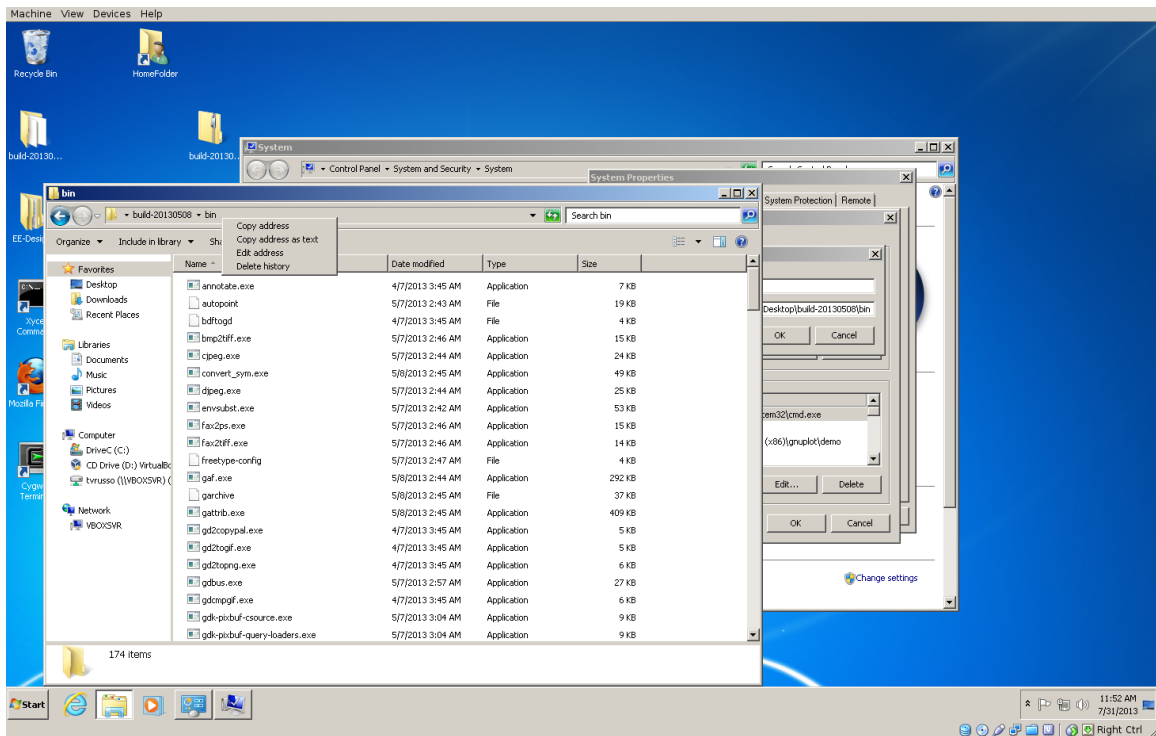 Machine View Devices Help
Recycle Bin
HomeFolder
build-20130...
build-20130.
System
Control Panel System and Security System
System Properties
System Protection Remote
bin
build-20130508 bin
Search bin
Organize Include in library Sh
Copy address
Copy address as text
Edit address
Delete history
EE-Desi
Name Date modified Type Size
Favorites
Desktop
Downloads
Recent Places
Libraries
Documents
Music
Pictures
Videos
Computer
DriveC (C:)
CD Drive (D:) VirtualBo
tvrusso (\\VBOXSVR) (
Network
VBOXSVR
annotate.exe 4/7/2013 3:45 AM Application 7 KB
autopoint 5/7/2013 2:43 AM File 19 KB
bdftogd 4/7/2013 3:45 AM File 4 KB
bmp2tiff.exe 5/7/2013 2:46 AM Application 15 KB
cjpeg.exe 5/7/2013 2:44 AM Application 24 KB
convert_sym.exe 5/8/2013 2:45 AM Application 49 KB
djpeg.exe 5/7/2013 2:44 AM Application 25 KB
envsubst.exe 5/7/2013 2:42 AM Application 53 KB
fax2ps.exe 5/7/2013 2:46 AM Application 15 KB
fax2tiff.exe 5/7/2013 2:46 AM Application 14 KB
freetype-config 5/7/2013 2:47 AM File 4 KB
gaf.exe 5/8/2013 2:44 AM Application 292 KB
garchive 5/8/2013 2:45 AM File 37 KB
gattrib.exe 5/8/2013 2:45 AM Application 409 KB
gd2copypal.exe 4/7/2013 3:45 AM Application 5 KB
gd2togif.exe 4/7/2013 3:45 AM Application 5 KB
gd2topng.exe 4/7/2013 3:45 AM Application 6 KB
gdbus.exe 5/7/2013 2:57 AM Application 27 KB
gdcmpgif.exe 4/7/2013 3:45 AM Application 6 KB
gdk-pixbuf-csource.exe 5/7/2013 3:04 AM Application 9 KB
gdk-pixbuf-query-loaders.exe 5/7/2013 3:04 AM Application 9 KB
174 items
Xyce
Comma
Mozilla Fi
Cygw
Termin
Desktop\build-20130508\bin
OK Cancel
tem32\cmd.exe
(x86)\gnuplot\demo
Edit... Delete
OK Cancel
Change settings
Start
11:52 AM
7/31/2013
Right Ctrl